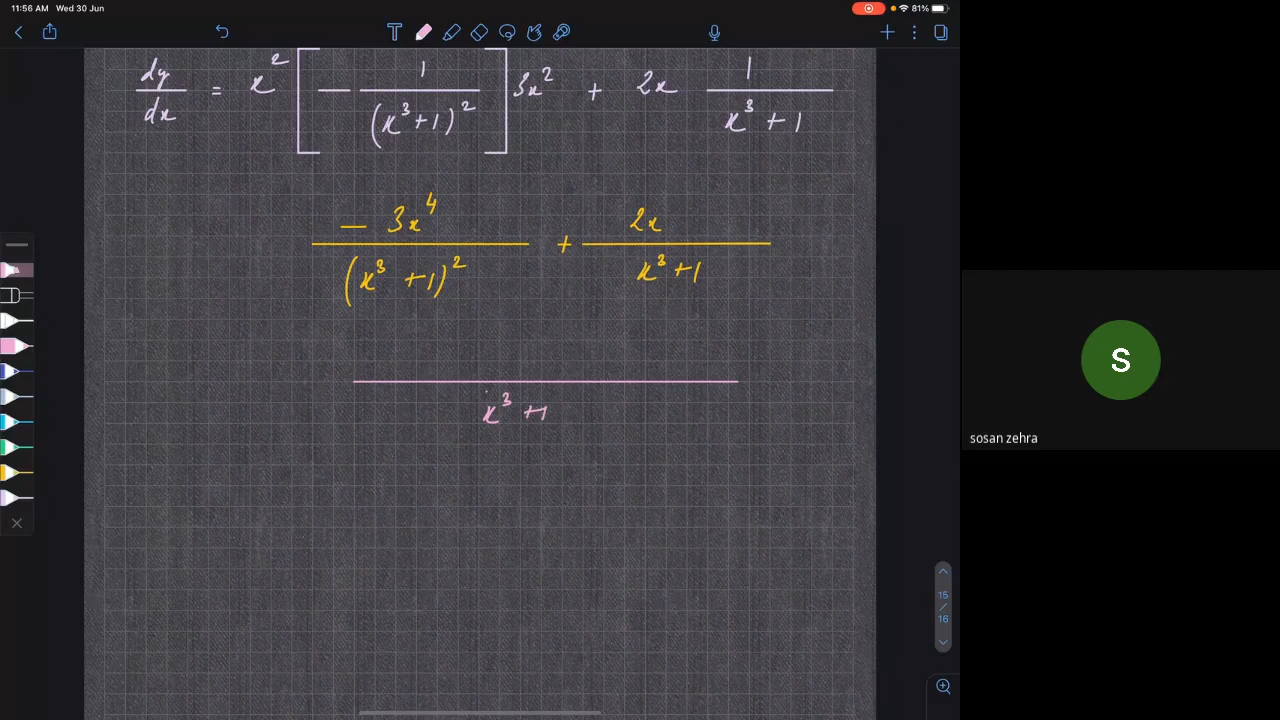 11:56 AM Wed 30 Jun 81%
dy/dx = x² [ − 1/(x³+1)² ] 3x² + 2x 1/(x³+1)
− 3x⁴/(x³ +1)² + 2x/(x³ +1)
x³ +1
S
sosan zehra
15
/
16